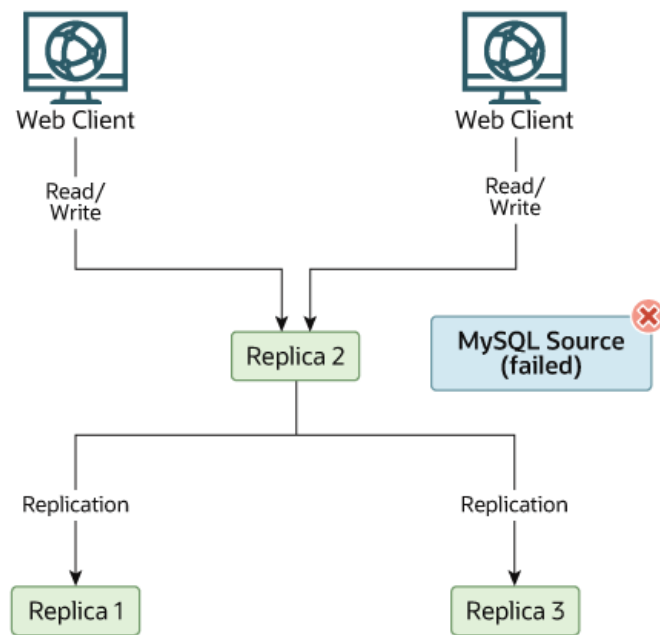 Web Client
Web Client
Read/
Write
Read/
Write
Replica 2
MySQL Source
(failed)
Replication
Replication
Replica 1
Replica 3